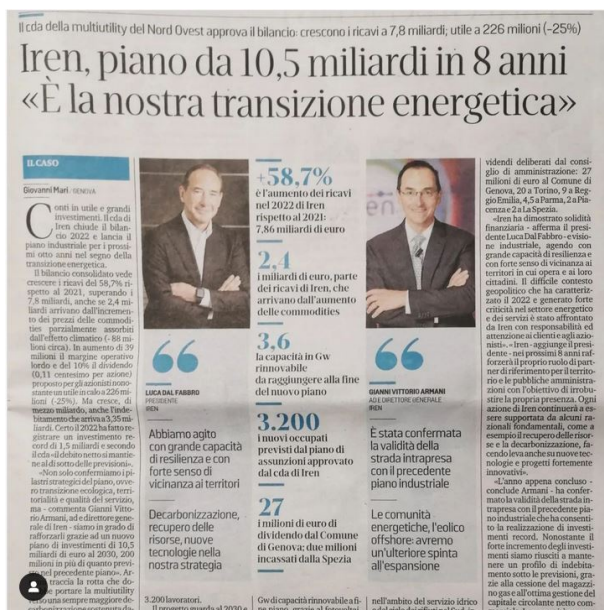 Il cda della multiutility del Nord Ovest approva il bilancio: crescono i ricavi a 7,8 miliardi; utile a 226 milioni (-25%)
Iren, piano da 10,5 miliardi in 8 anni
«È la nostra transizione energetica»
IL CASO
Giovanni Mari / GENOVA
Conti in utile e grandi
investimenti. Il cda di
Iren chiude il bilan-
cio 2022 e lancia il
piano industriale per i prossi-
mi otto anni nel segno della
transizione energetica.
Il bilancio consolidato vede
crescere i ricavi del 58,7% ri-
spetto al 2021, superando i
7,8 miliardi, anche se 2,4 mi-
liardi arrivano dall'incremen-
to dei prezzi delle commodi-
ties parzialmente assorbiti
dall'effetto climatico (- 88 mi-
lioni circa). In aumento di 39
milioni il margine operativo
lordo e del 10% il dividendo
(0,11 centesimo per azione)
proposto per gli azionisti nono-
stante un utile in calo a 226 mi-
lioni (-25%). Ma cresce, di
mezzo miliardo, anche l'inde-
bitamento che arriva a 3,35 mi-
liardi. Certo il 2022 ha fatto re-
gistrare un investimento re-
cord di 1,5 miliardi e secondo
il cda «il debito netto si mantie-
ne al di sotto delle previsioni».
«Non solo confermiamo i pi-
lastri strategici del piano, ovve-
ro transizione ecologica, terri-
torialità e qualità del servizio,
ma - commenta Gianni Vitto-
rio Armani, ad e direttore gene-
rale di Iren - siamo in grado di
rafforzarli grazie ad un nuovo
piano di investimenti di 10,5
miliardi di euro al 2030, 200
milioni in più di quanto previ-
nel precedente piano». Ar-
traccia la rotta che do-
portare la multiutility
una sempre maggiore de-
+58,7%
è l'aumento dei ricavi
nel 2022 di Iren
rispetto al 2021:
7,86 miliardi di euro
2,4
i miliardi di euro, parte
dei ricavi di Iren, che
arrivano dall'aumento
delle commodities
3,6
la capacità in Gw
rinnovabile
da raggiungere alla fine
del nuovo piano
3.200
i nuovi occupati
previsti dal piano di
assunzioni approvato
dal cda di Iren
27
i milioni di euro di
dividendo dal Comune
di Genova; due milioni
incassati dalla Spezia
LUCA DAL FABBRO
PRESIDENTE
IREN
Abbiamo agito
con grande capacità
di resilienza e con
forte senso di
vicinanza ai territori
Decarbonizzazione,
recupero delle
risorse, nuove
tecnologie nella
nostra strategia
GIANNI VITTORIO ARMANI
AD E DIRETTORE GENERALE
IREN
È stata confermata
la validità della
strada intrapresa
con il precedente
piano industriale
Le comunità
energetiche, l'eolico
offshore: avremo
un'ulteriore spinta
all'espansione
videndi deliberati dal consi-
glio di amministrazione: 27
milioni di euro al Comune di
Genova, 20 a Torino, 9 a Reg-
gio Emilia, 4,5 a Parma, 2 a Pia-
cenza e 2 a La Spezia.
«Iren ha dimostrato solidità
finanziaria - afferma il presi-
dente Luca Dal Fabbro - e visio-
ne industriale, agendo con
grande capacità di resilienza e
con forte senso di vicinanza ai
territori in cui opera e ai loro
cittadini. Il difficile contesto
geopolitico che ha caratteriz-
zato il 2022 e generato forte
criticità nel settore energetico
e dei servizi è stato affrontato
da Iren con responsabilità ed
attenzione ai clienti e agli azio-
nisti». «Iren - aggiunge il presi-
dente - nei prossimi 8 anni raf-
forzerà il proprio ruolo di part-
ner di riferimento per il territo-
rio e le pubbliche amministra-
zioni con l'obiettivo di irrobu-
stire la propria presenza. Ogni
azione di Iren continuerà a es-
sere supportata da alcuni ra-
zionali fondamentali, come a
esempio il recupero delle risor-
se e la decarbonizzazione, fa-
cendo leva anche su nuove tec-
nologie e progetti fortemente
innovativi».
«L'anno appena concluso -
conclude Armani - ha confer-
mato la validità della strada in-
trapresa con il precedente pia-
no industriale che ha consenti-
to la realizzazione di investi-
menti record. Nonostante il
forte incremento degli investi-
menti siamo riusciti a mante-
nere un profilo di indebita-
mento sotto le previsioni, gra-
zie alla cessione del magazzi-
no gas e all'ottima gestione del
capitale circolante netto con
3.200 lavoratori.
Il progetto guarda al 2030 e
Gw di capacità rinnovabile a fi-
nell'ambito del servizio idrico